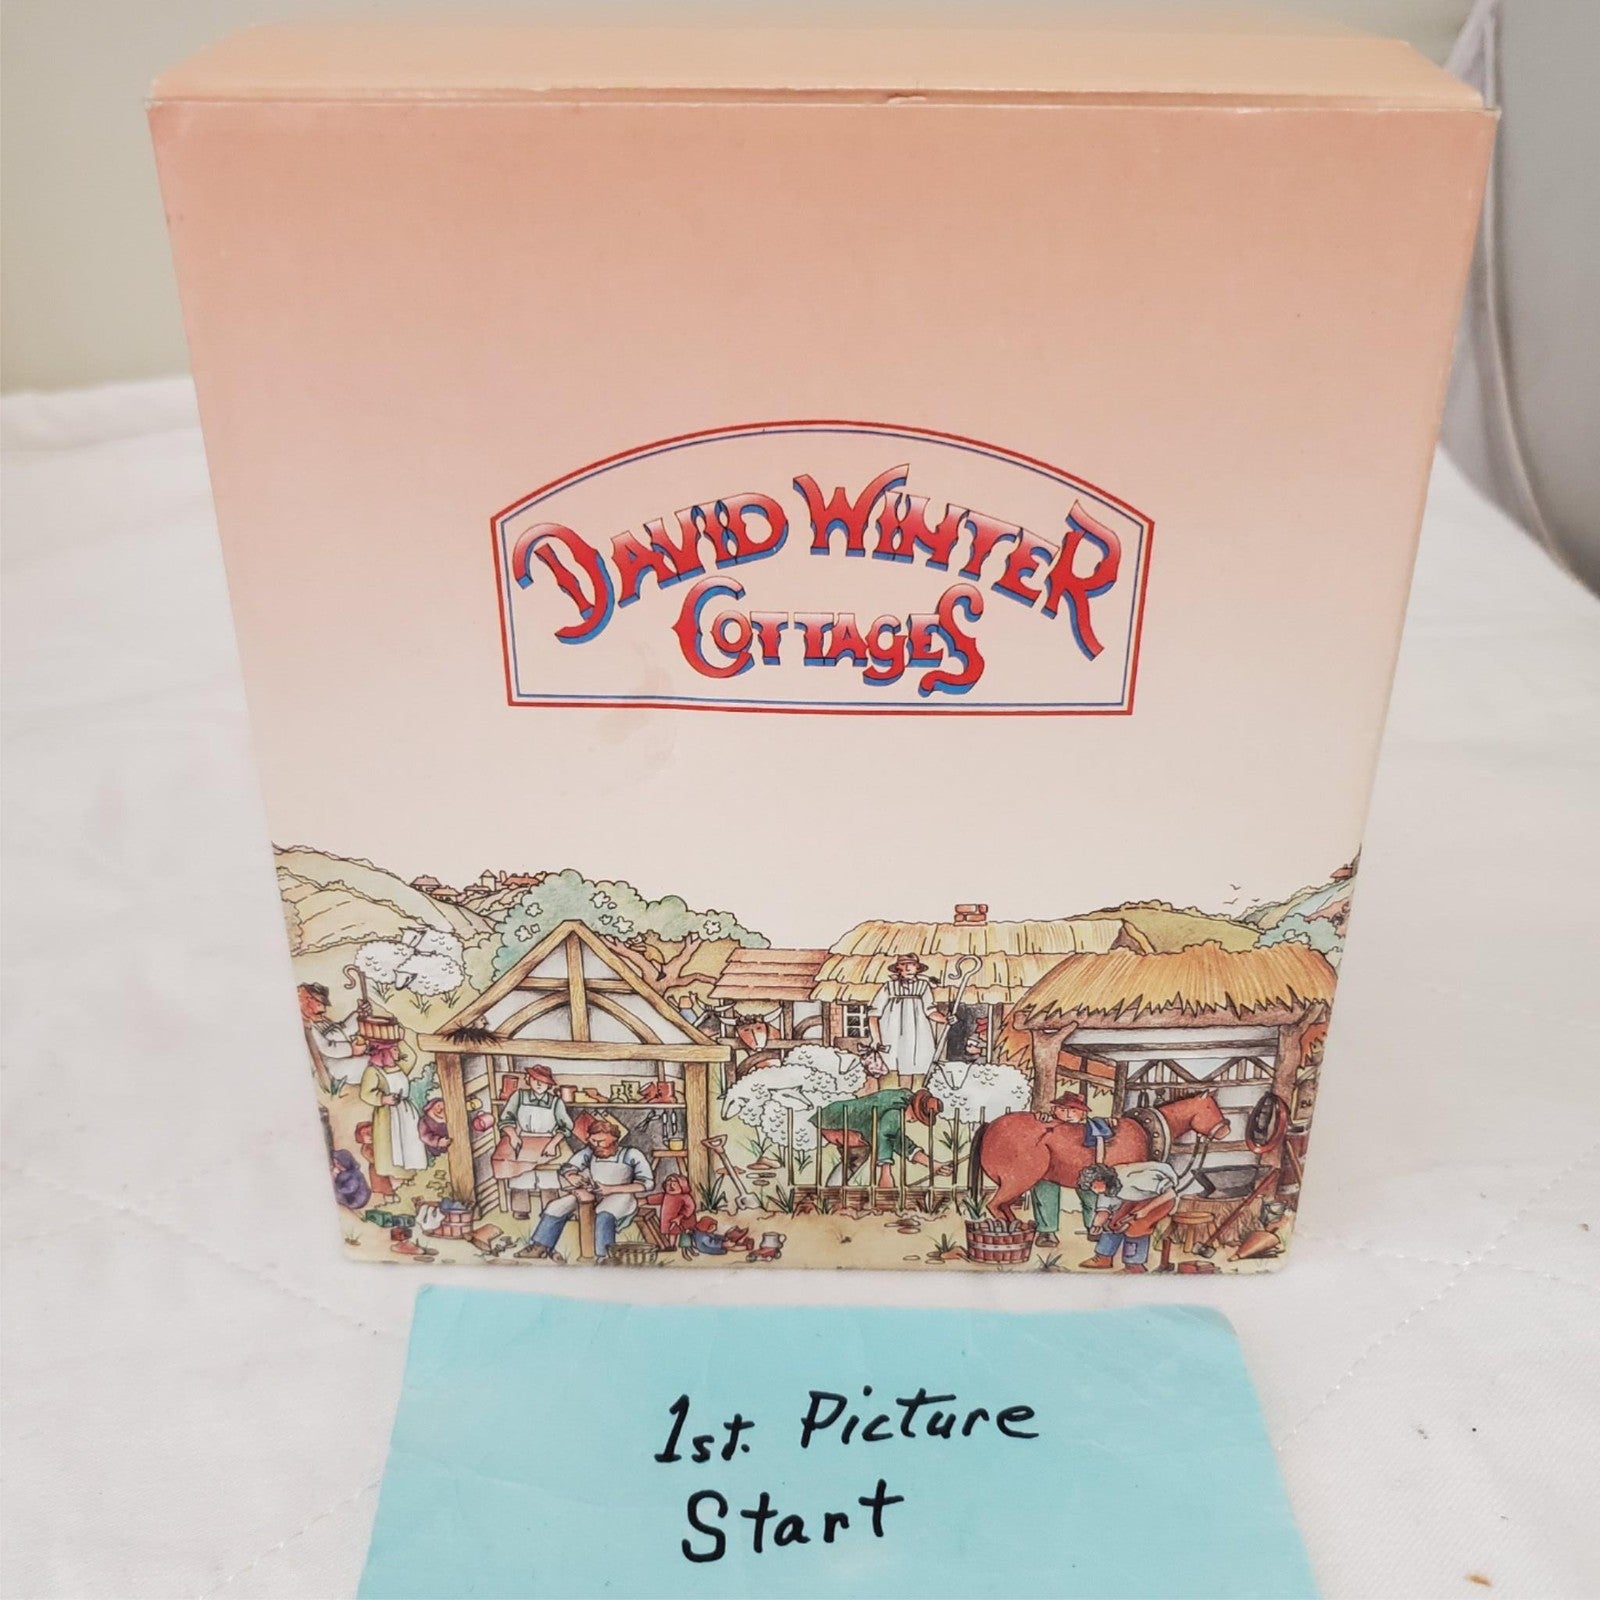 DAVID WINTER
COTTAGES
1st. Picture
Start